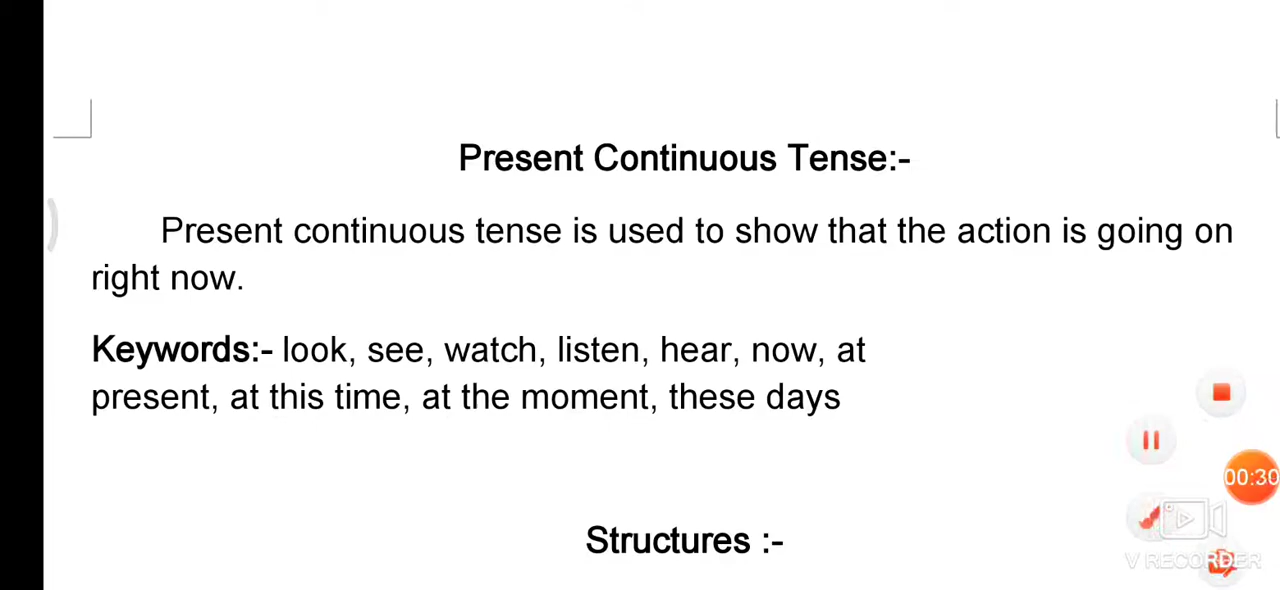 Present Continuous Tense:-
Present continuous tense is used to show that the action is going on
right now.
Keywords:- look, see, watch, listen, hear, now, at
present, at this time, at the moment, these days
00:30
V RECORDER
Structures :-